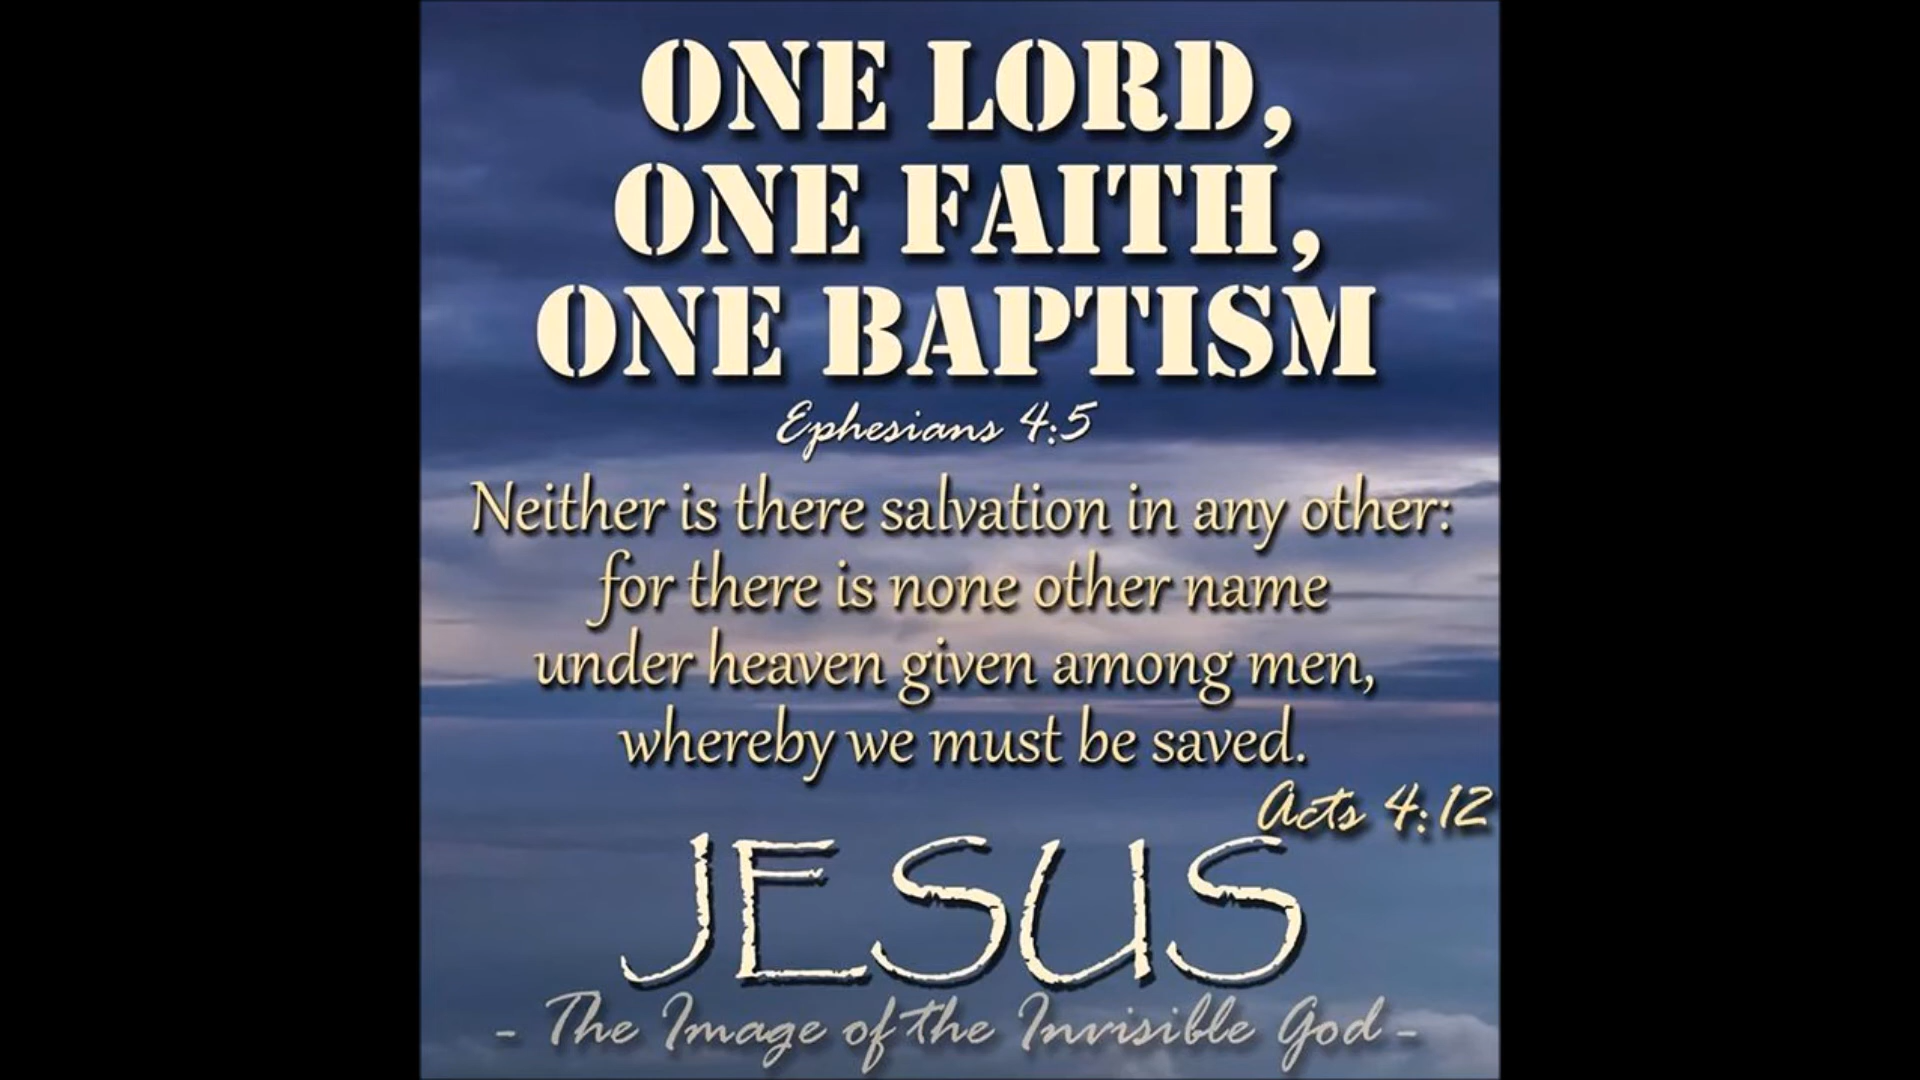 ONE LORD,
ONE FAITH,
ONE BAPTISM
Ephesians 4:5
Neither is there salvation in any other:
for there is none other name
under heaven given among men,
whereby we must be saved.
Acts 4:12
JESUS
- The Image of the Invisible God -